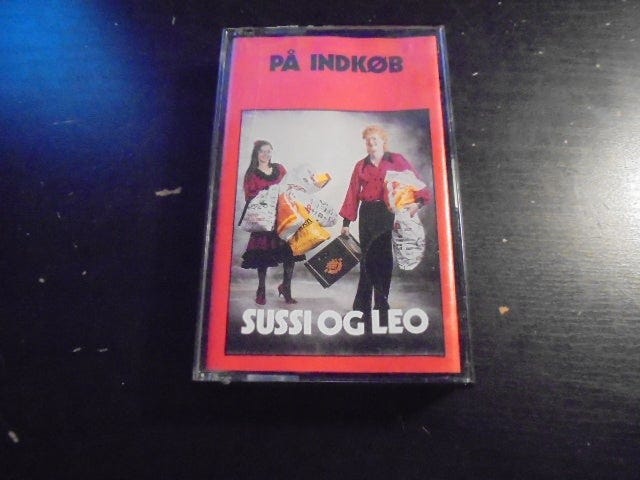 PÅ INDKØB
SUSSI OG LEO